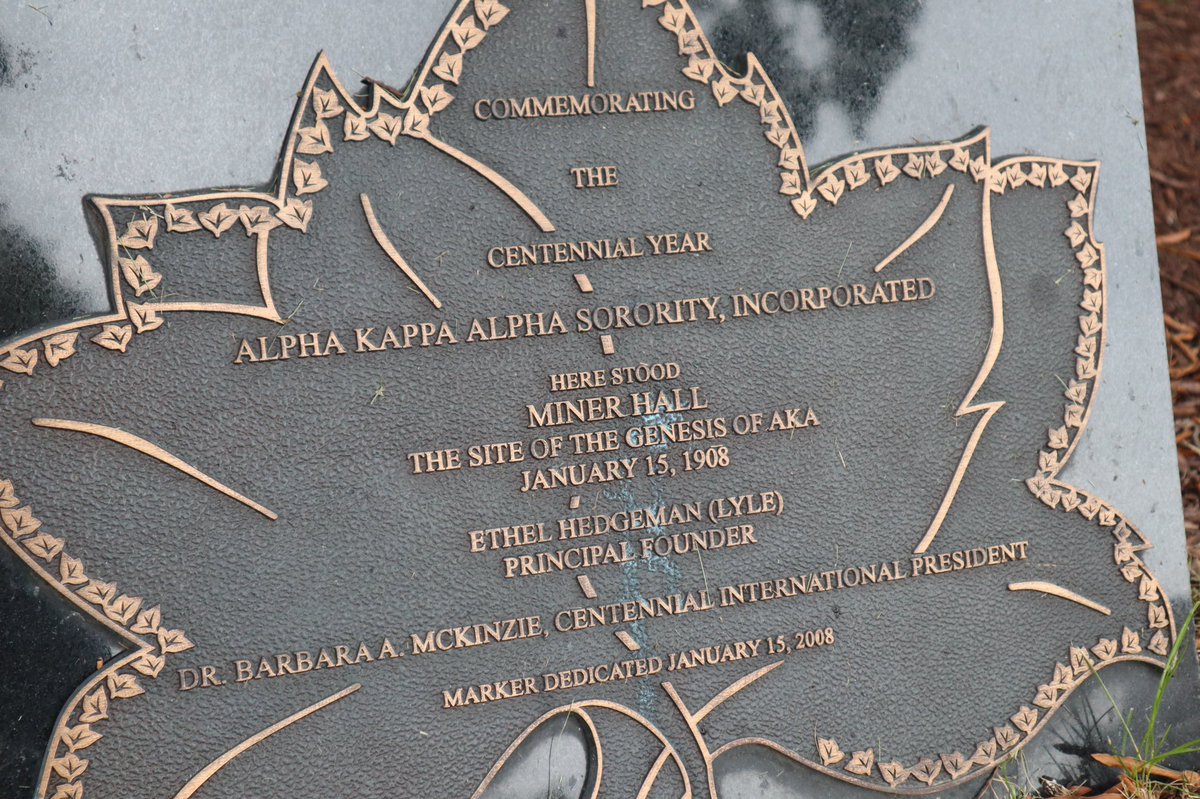 COMMEMORATING
THE
CENTENNIAL YEAR
ALPHA KAPPA ALPHA SORORITY, INCORPORATED
HERE STOOD
MINER HALL
THE SITE OF THE GENESIS OF AKA
JANUARY 15, 1908
ETHEL HEDGEMAN (LYLE)
PRINCIPAL FOUNDER
DR. BARBARA A. MCKINZIE, CENTENNIAL INTERNATIONAL PRESIDENT
MARKER DEDICATED JANUARY 15, 2008